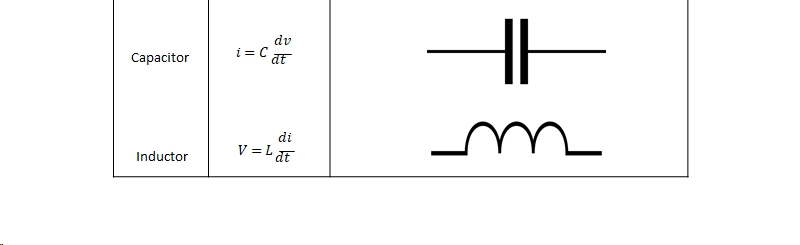 Capacitor i = C dv/dt
Inductor V = L di/dt